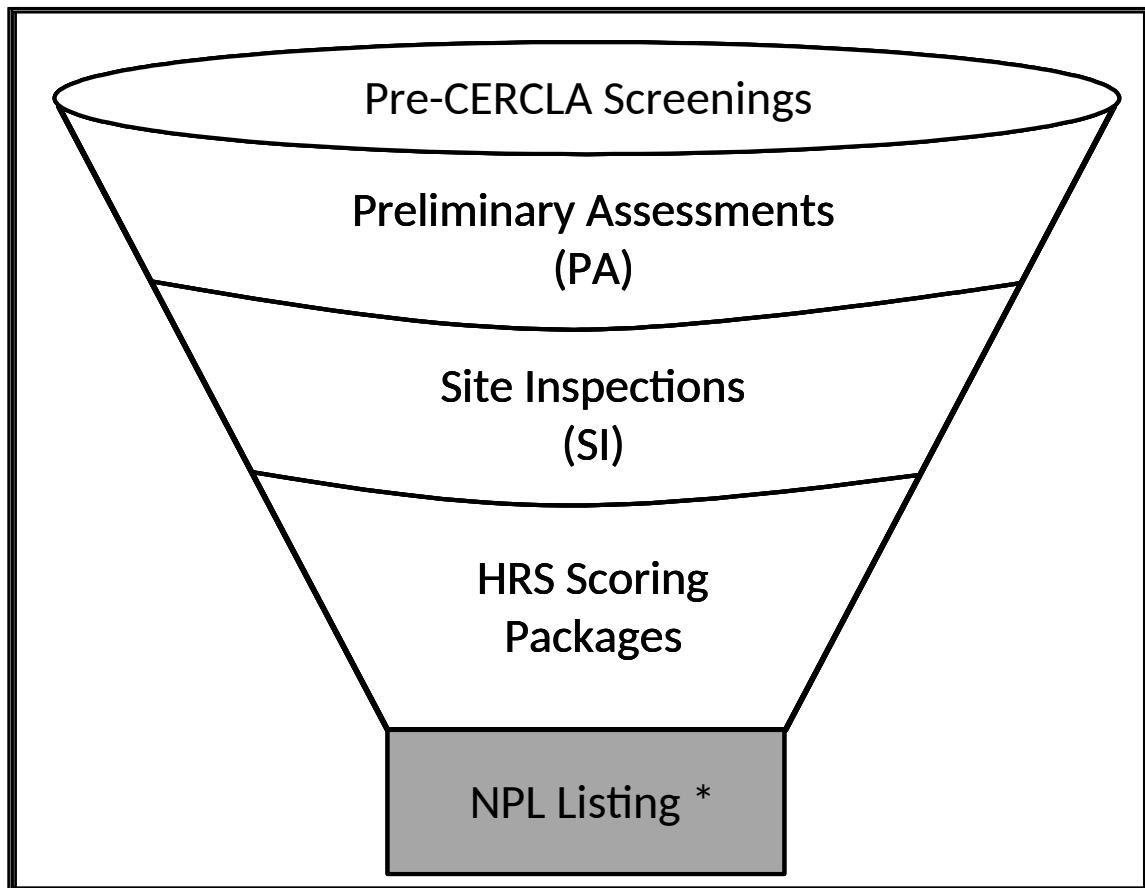 Pre-CERCLA Screenings
Preliminary Assessments
(PA)
Site Inspections
(SI)
HRS Scoring
Packages
NPL Listing *